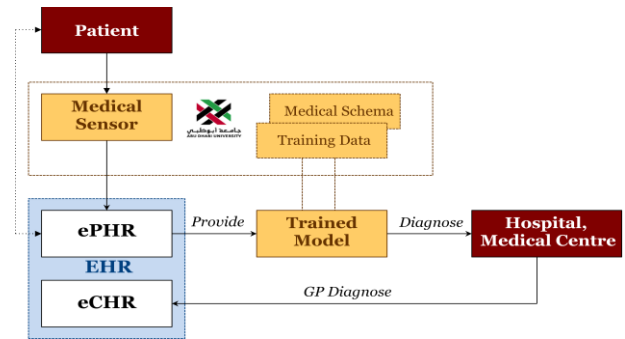 Patient
Medical
Sensor
جامعة أبوظبي
ABU DHABI UNIVERSITY
Medical Schema
Training Data
ePHR
Provide
Trained
Model
Diagnose
Hospital,
Medical Centre
EHR
eCHR
GP Diagnose